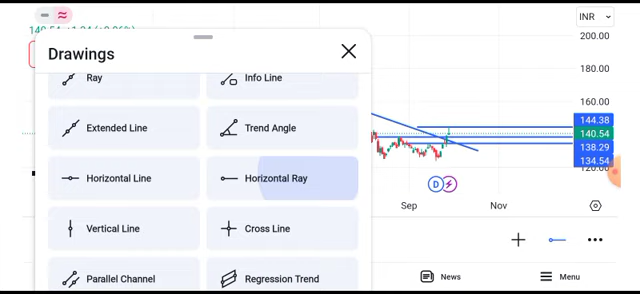 INR
Drawings
200.00
180.00
160.00
Ray
Info Line
144.38
140.54
138.29
134.54
Extended Line
Trend Angle
Horizontal Line
Horizontal Ray
D
Sep
Nov
Vertical Line
Cross Line
Parallel Channel
Regression Trend
News
Menu